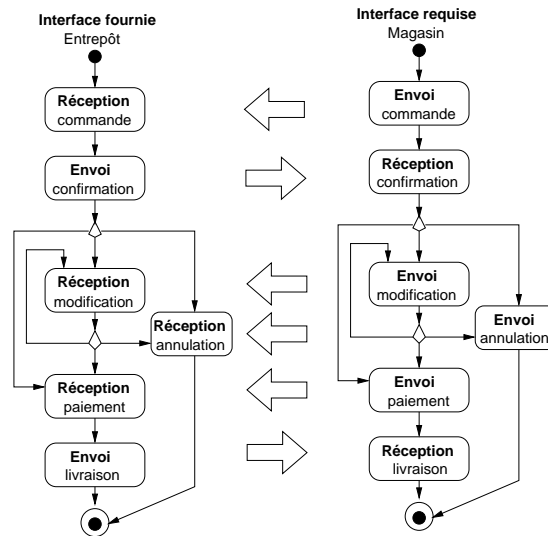 Interface fournie
Entrepôt
Réception
commande
Envoi
confirmation
Réception
modification
Réception
annulation
Réception
paiement
Envoi
livraison
Interface requise
Magasin
Envoi
commande
Réception
confirmation
Envoi
modification
Envoi
annulation
Envoi
paiement
Réception
livraison